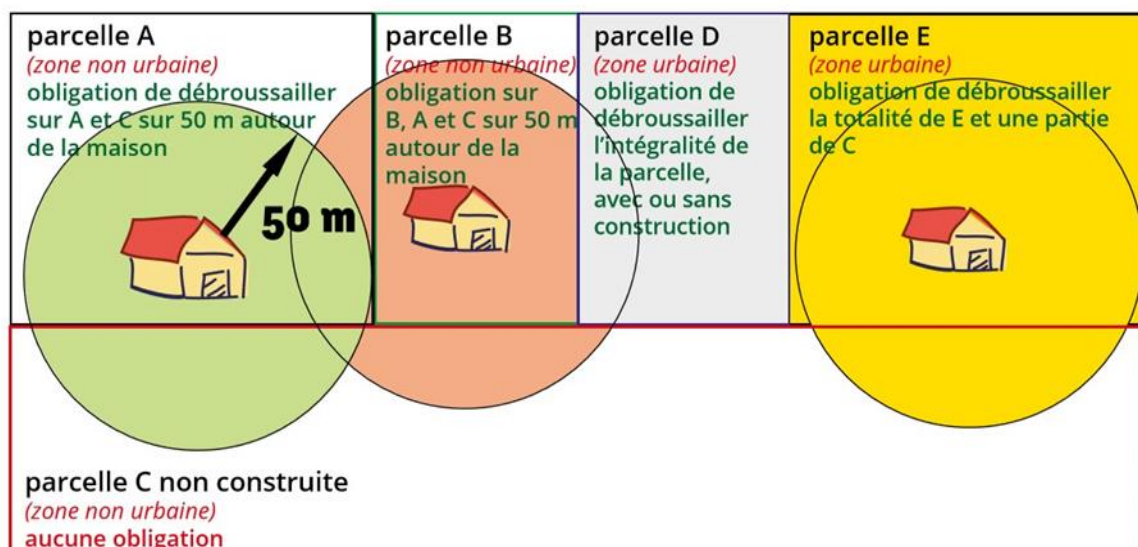 parcelle A
(zone non urbaine)
obligation de débroussailler
sur A et C sur 50 m autour
de la maison
50 m
parcelle B
(zone non urbaine)
obligation sur
B, A et C sur 50 m
autour de la
maison
parcelle D
(zone urbaine)
obligation de
débroussailler
l'intégralité de
la parcelle,
avec ou sans
construction
parcelle E
(zone urbaine)
obligation de débroussailler
la totalité de E et une partie
de C
parcelle C non construite
(zone non urbaine)
aucune obligation